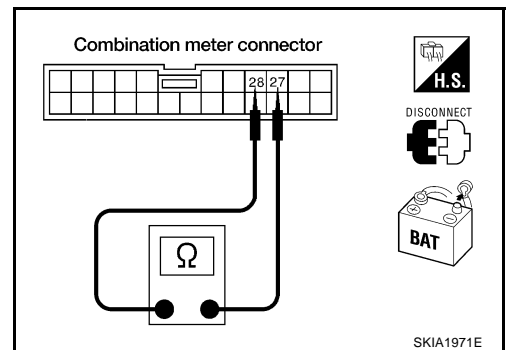 Combination meter connector
28 27
H.S.
DISCONNECT
Ω
BAT
SKIA1971E